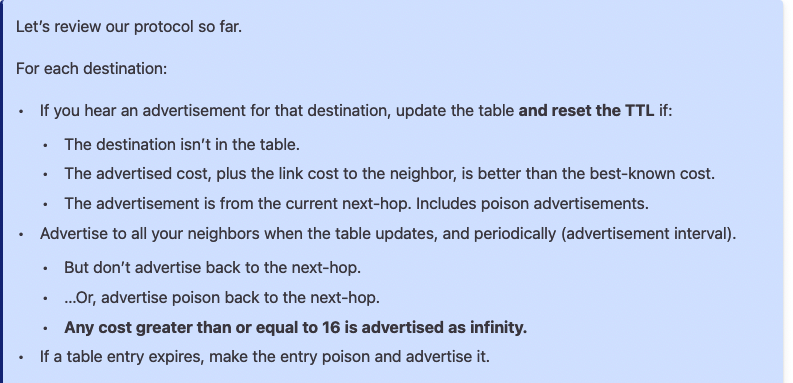 Let’s review our protocol so far.
For each destination:
• If you hear an advertisement for that destination, update the table and reset the TTL if:
• The destination isn’t in the table.
• The advertised cost, plus the link cost to the neighbor, is better than the best-known cost.
• The advertisement is from the current next-hop. Includes poison advertisements.
• Advertise to all your neighbors when the table updates, and periodically (advertisement interval).
• But don’t advertise back to the next-hop.
• …Or, advertise poison back to the next-hop.
• Any cost greater than or equal to 16 is advertised as infinity.
• If a table entry expires, make the entry poison and advertise it.